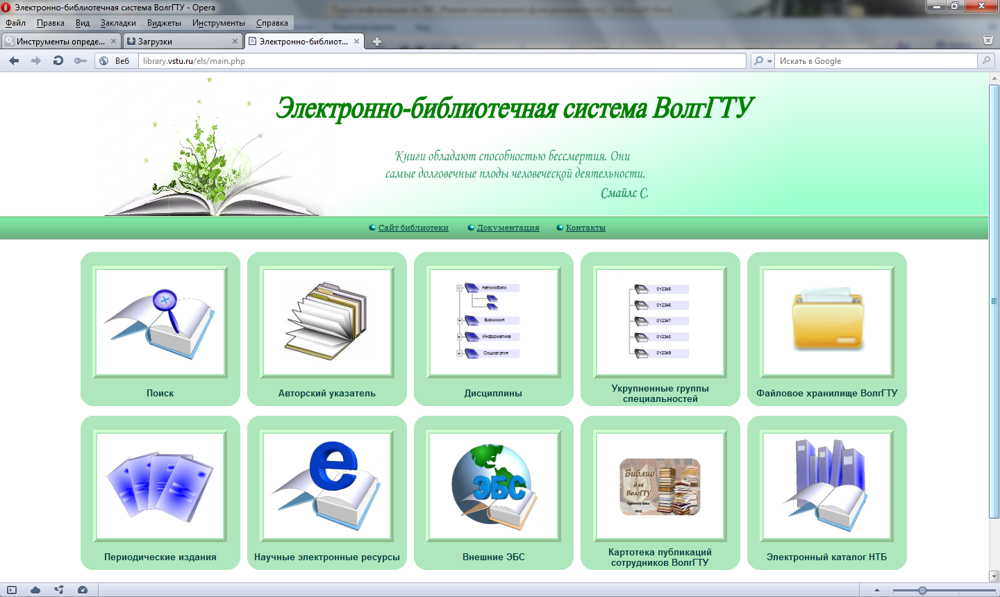 Электронно-библиотечная система ВолгГТУ - Opera
Файл Правка Вид Закладки Виджеты Инструменты Справка
Инструменты опреде... Загрузки Электронно-библиот...
Веб library.vstu.ru/els/main.php Искать в Google
Электронно-библиотечная система ВолгГТУ
Книги обладают способностью бессмертия. Они
самые долговечные плоды человеческой деятельности.
Смайлс С.
Сайт библиотеки Документация Контакты
Автомобили
Биохимия
Информатика
Социология
012345
012346
012347
012348
012349
Поиск
Авторский указатель
Дисциплины
Укрупненные группы
специальностей
Файловое хранилище ВолгГТУ
e
ЭБС
Библио
для
ВолгГТУ
Периодические издания
Научные электронные ресурсы
Внешние ЭБС
Картотека публикаций
сотрудников ВолгГТУ
Электронный каталог НТБ